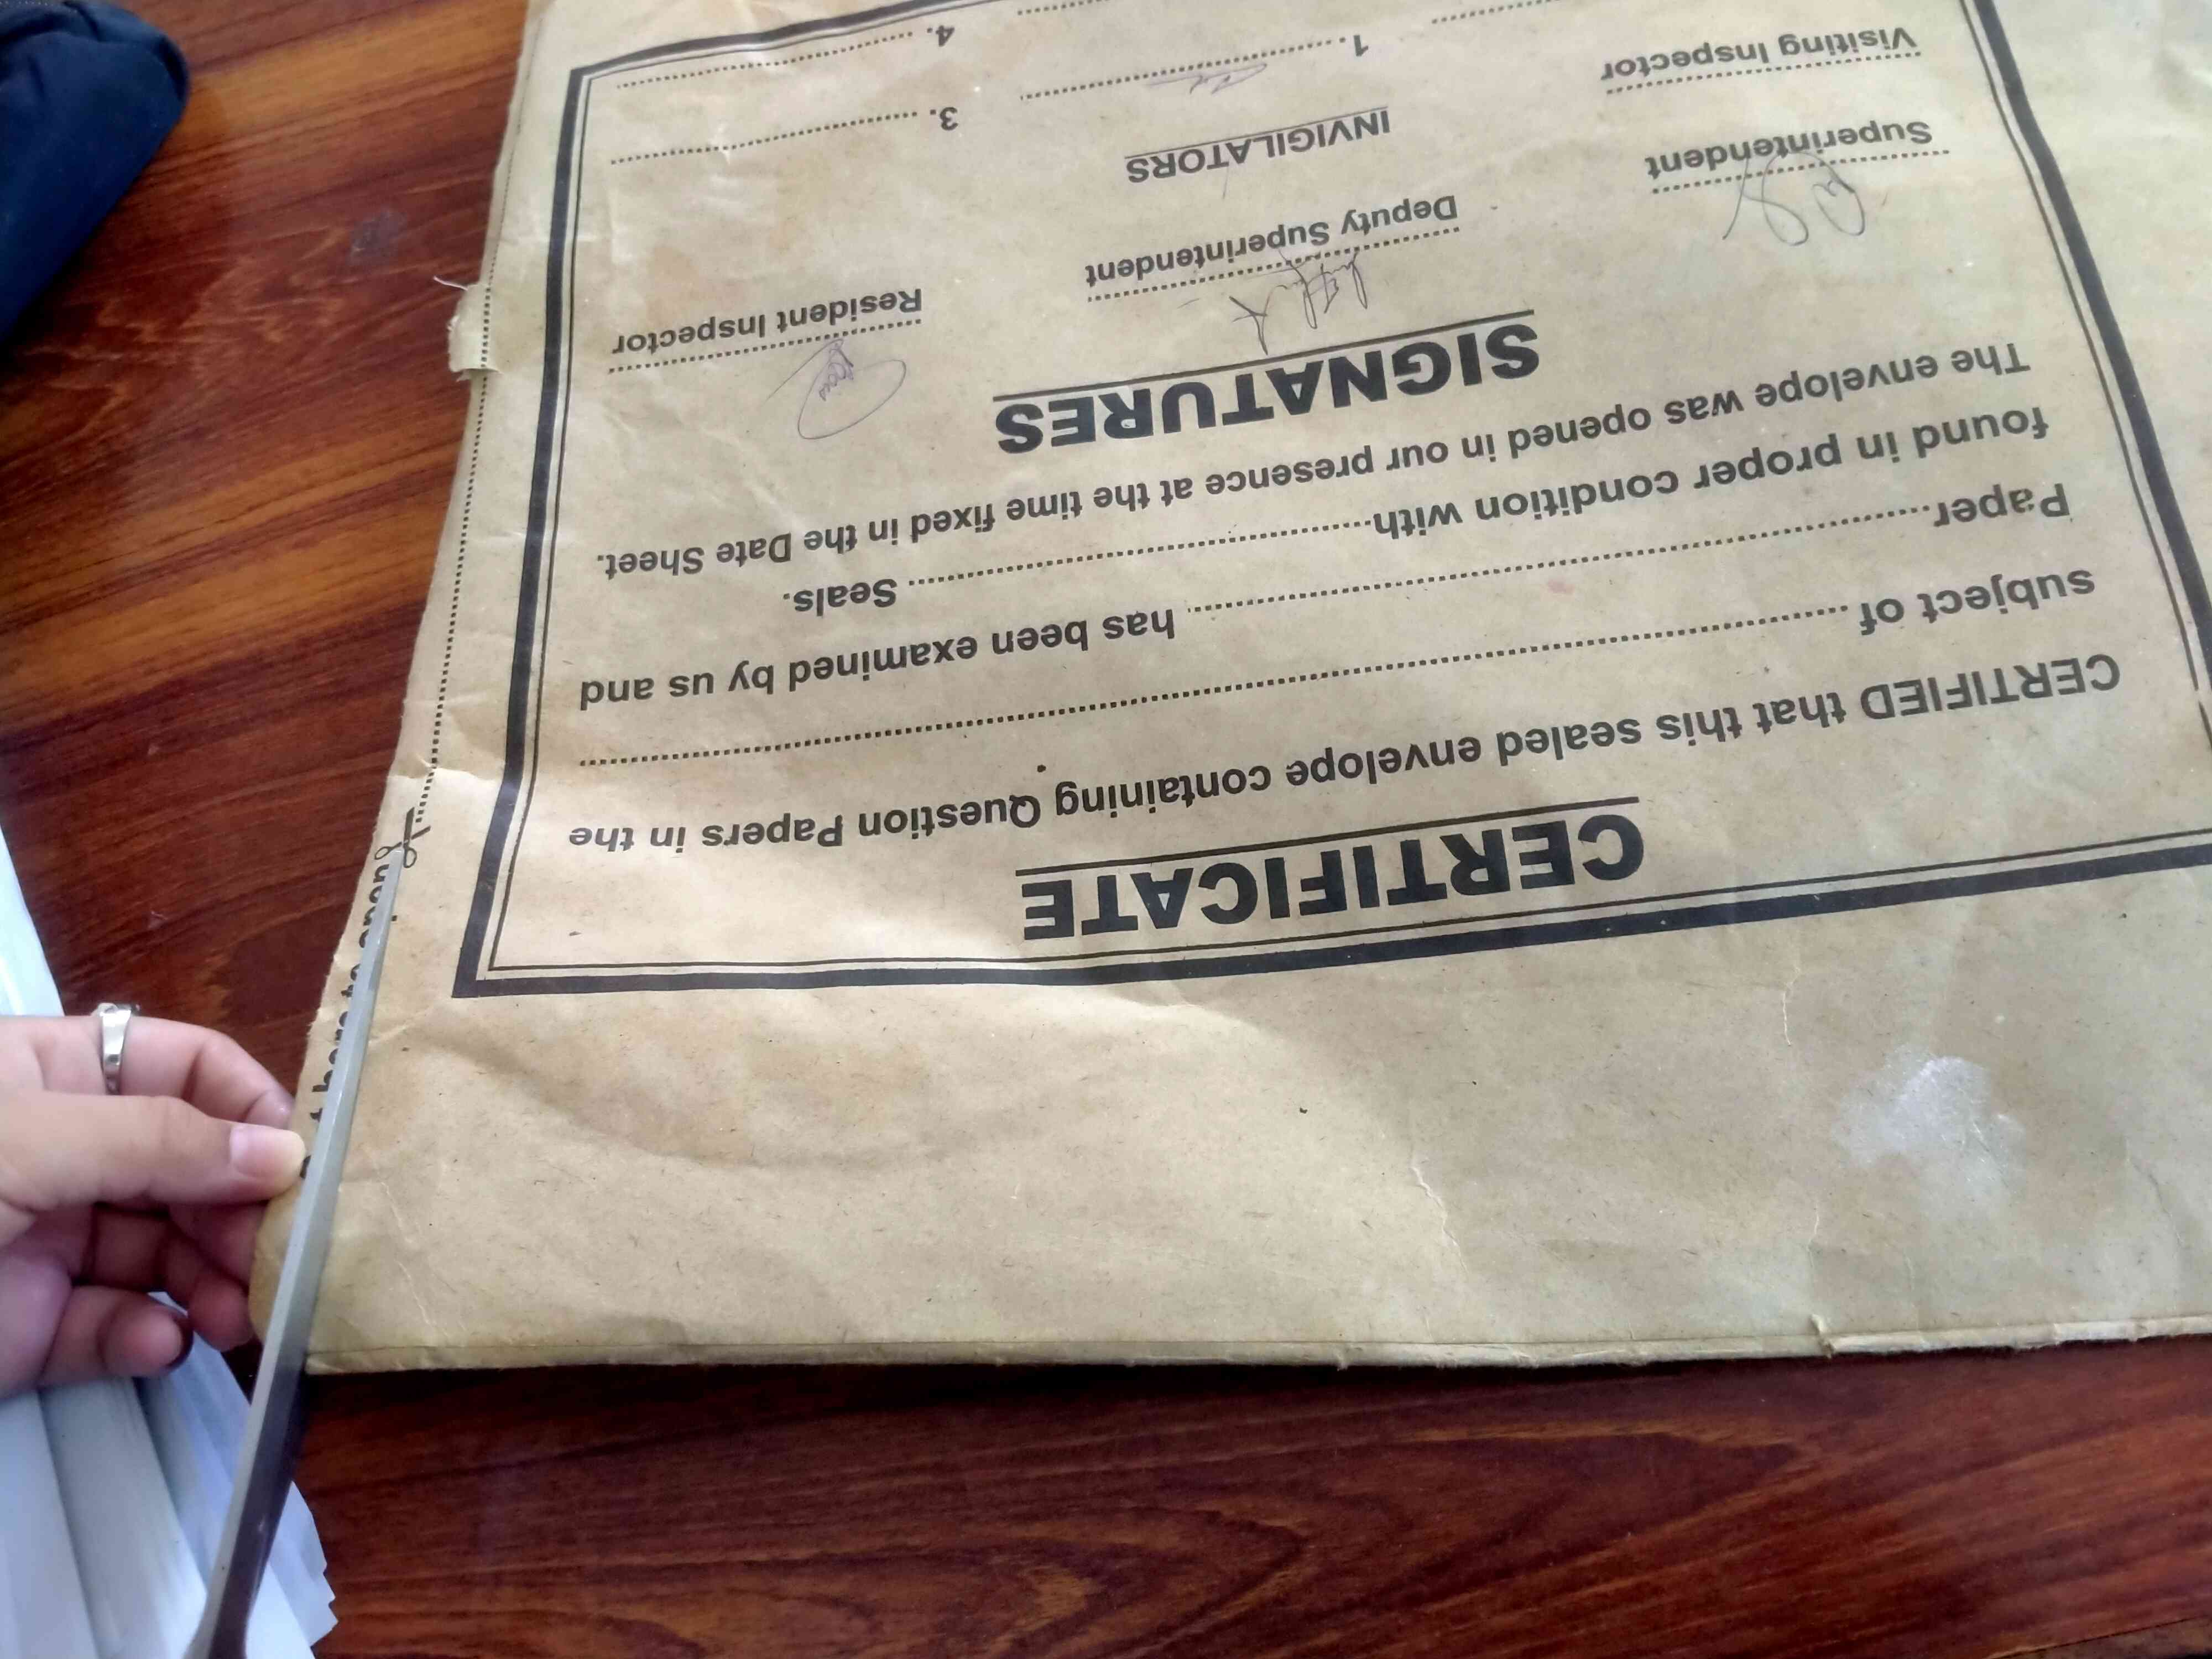 CERTIFICATE
CERTIFIED that this sealed envelope containing Question Papers in the
subject of
Paper has been examined by us and
found in proper condition with Seals.
The envelope was opened in our presence at the time fixed in the Date Sheet.
SIGNATURES
Superintendent
Deputy Superintendent
Resident Inspector
INVIGILATORS
Visiting Inspector
1.
3.
4.
to open